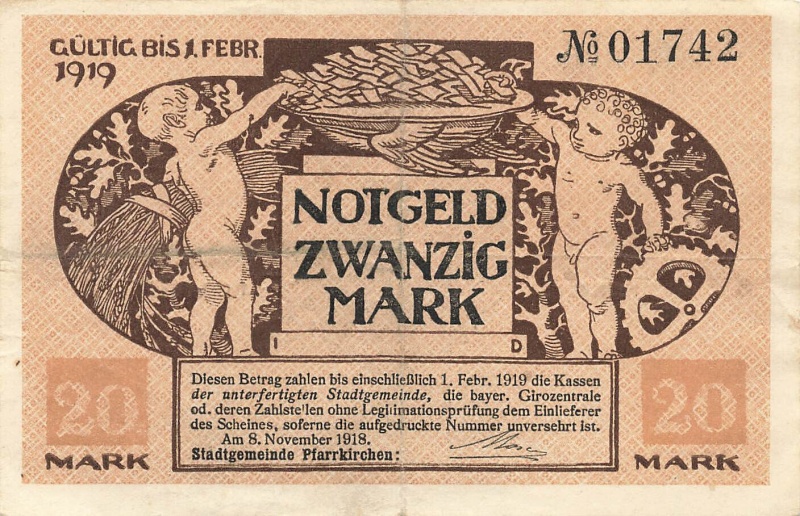 GÜLTIG BIS 1. FEBR.
1919
№ 01742
NOTGELD
ZWANZIG
MARK
I D
Diesen Betrag zahlen bis einschließlich 1. Febr. 1919 die Kassen
der unterfertigten Stadtgemeinde, die bayer. Girozentrale
od. deren Zahlstellen ohne Legitimationsprüfung dem Einlieferer
des Scheines, soferne die aufgedruckte Nummer unversehrt ist.
Am 8. November 1918.
Stadtgemeinde Pfarrkirchen:
20
MARK
20
MARK